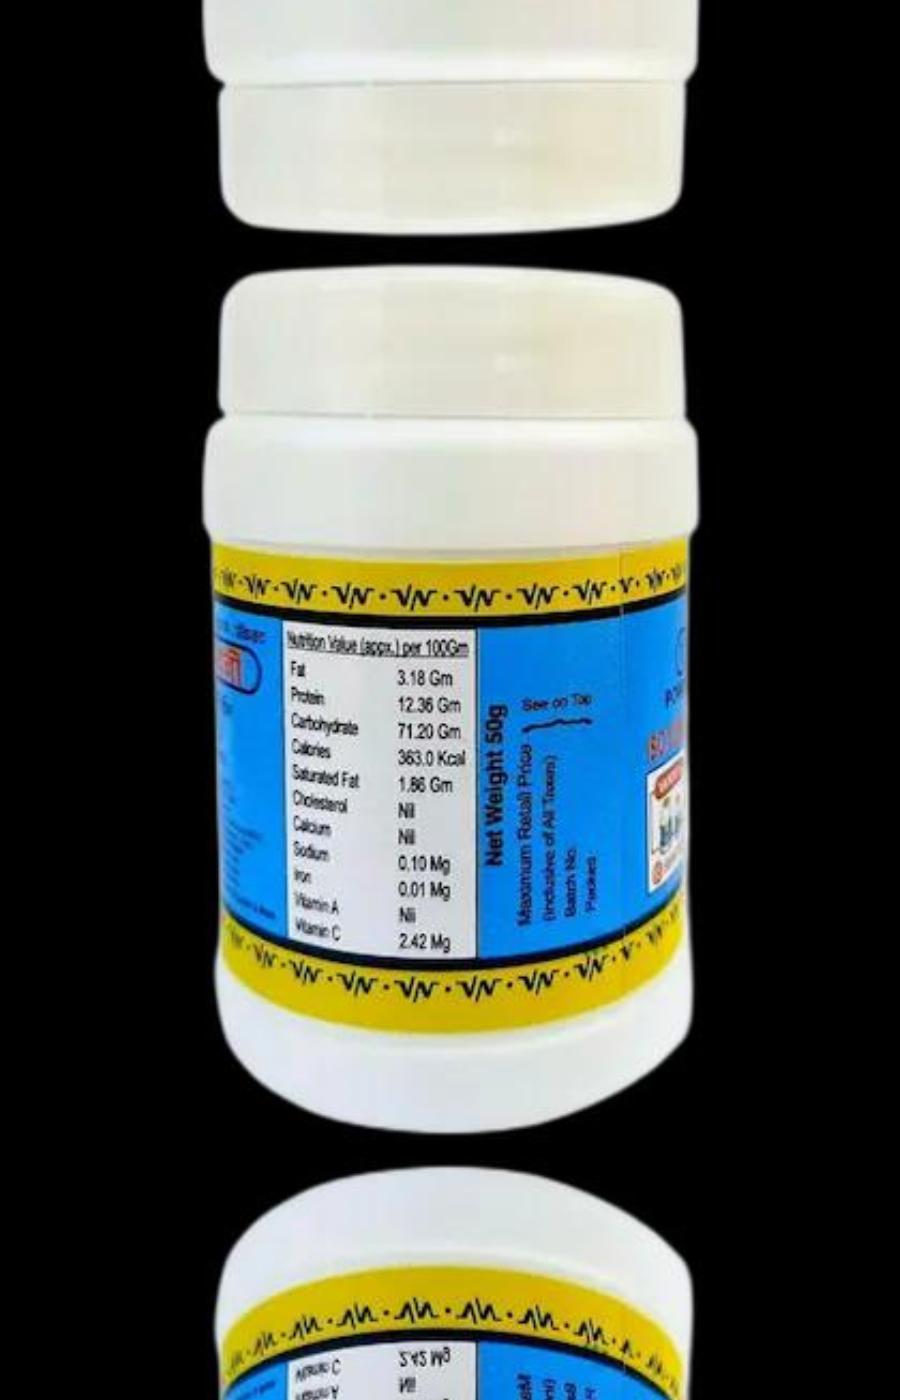 Nutrition Value (appx.) per 100Gm
Fat 3.18 Gm
Protein 12.36 Gm
Carbohydrate 71.20 Gm
Calories 363.0 Kcal
Saturated Fat 1.86 Gm
Cholesterol Nil
Calcium Nil
Sodium 0.10 Mg
Iron 0.01 Mg
Vitamin A Nil
Vitamin C 2.42 Mg
Net Weight 50g
See on Top
Maximum Retail Price
(Inclusive of All Taxes)
Batch No.
Packed